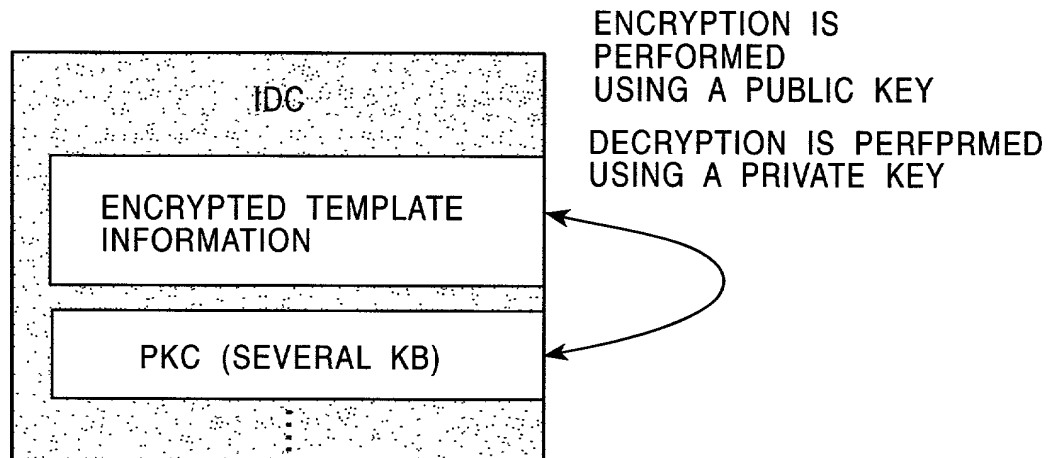 ENCRYPTION IS
PERFORMED
USING A PUBLIC KEY
DECRYPTION IS PERFPRMED
USING A PRIVATE KEY
IDC
ENCRYPTED TEMPLATE
INFORMATION
PKC (SEVERAL KB)